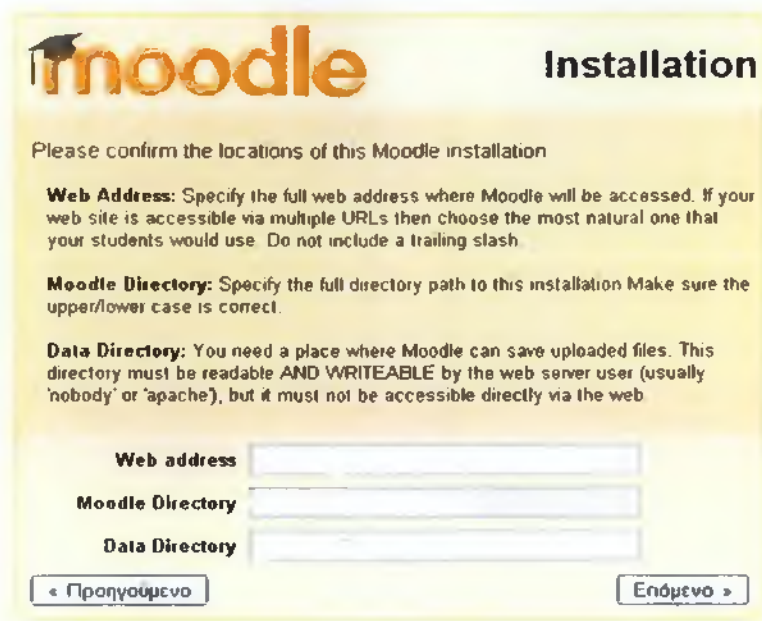 moodle
Installation
Please confirm the locations of this Moodle installation
Web Address: Specify the full web address where Moodle will be accessed. If your
web site is accessible via multiple URLs then choose the most natural one that
your students would use. Do not include a trailing slash.
Moodle Directory: Specify the full directory path to this installation Make sure the
upper/lower case is correct.
Data Directory: You need a place where Moodle can save uploaded files. This
directory must be readable AND WRITEABLE by the web server user (usually
'nobody' or 'apache'), but it must not be accessible directly via the web.
Web address
Moodle Directory
Data Directory
« Προηγούμενο
Επόμενο »